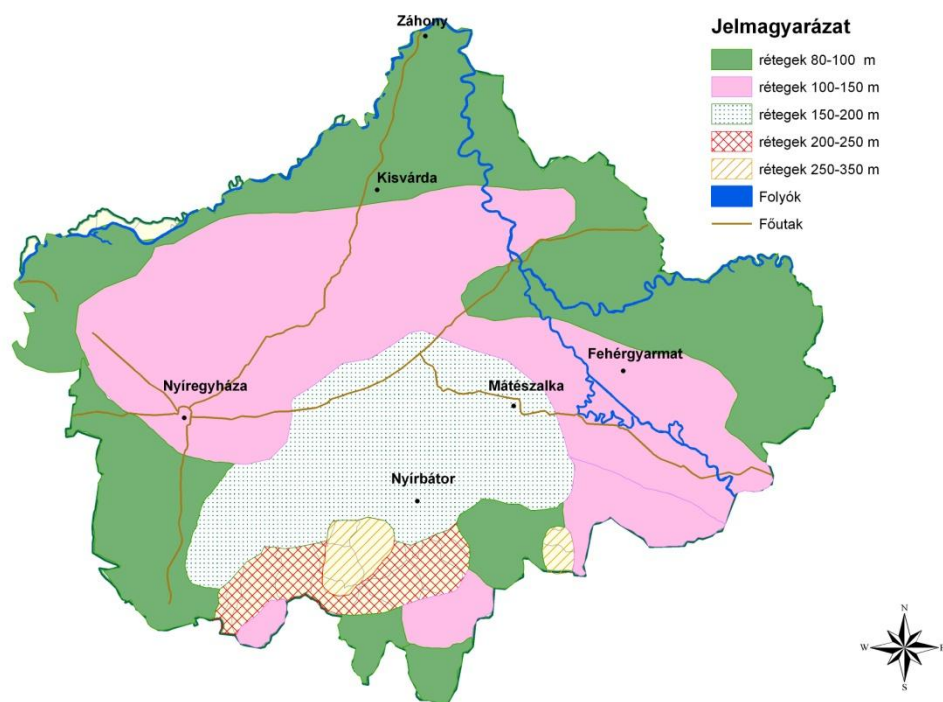 Záhony
Jelmagyarázat
rétegek 80-100 m
rétegek 100-150 m
rétegek 150-200 m
rétegek 200-250 m
rétegek 250-350 m
Folyók
Főutak
Kisvárda
Fehérgyarmat
Nyíregyháza
Mátészalka
Nyírbátor
N
W E
S